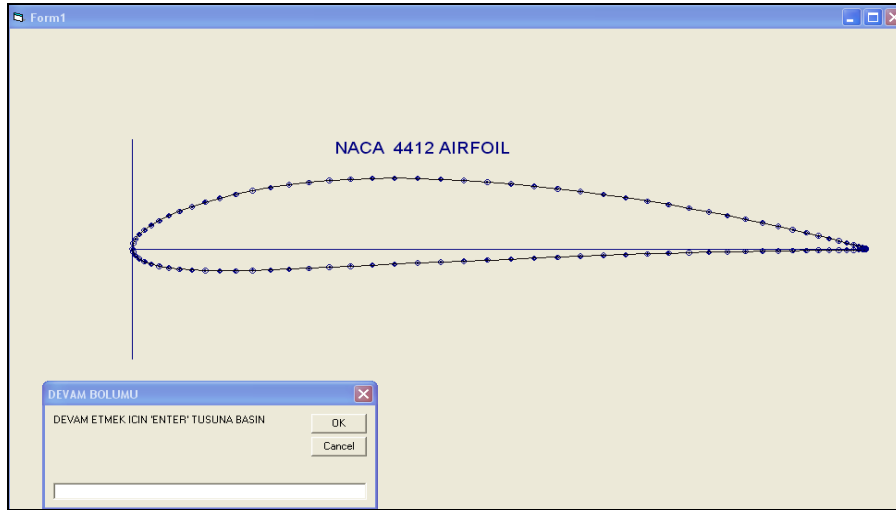 Form1
NACA 4412 AIRFOIL
DEVAM BOLUMU
DEVAM ETMEK ICIN 'ENTER' TUSUNA BASIN
OK
Cancel